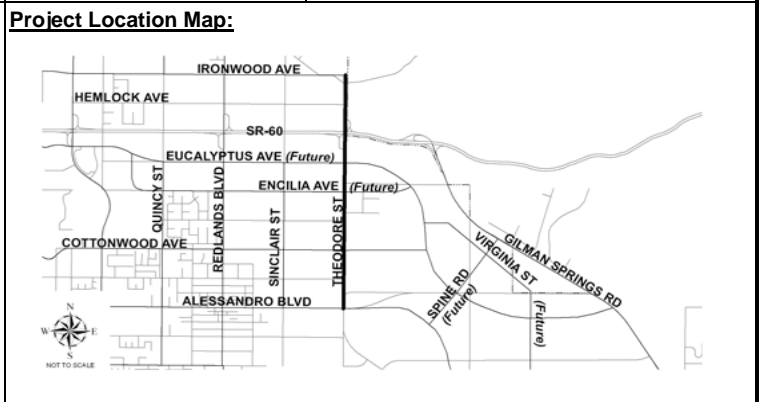 Project Location Map:
IRONWOOD AVE
HEMLOCK AVE
SR-60
EUCALYPTUS AVE (Future)
ENCILIA AVE (Future)
QUINCY ST
REDLANDS BLVD
SINCLAIR ST
THEODORE ST
COTTONWOOD AVE
VIRGINIA ST
(Future)
GILMAN SPRINGS RD
SPINE RD
(Future)
ALESSANDRO BLVD
N
W E
S
NOT TO SCALE